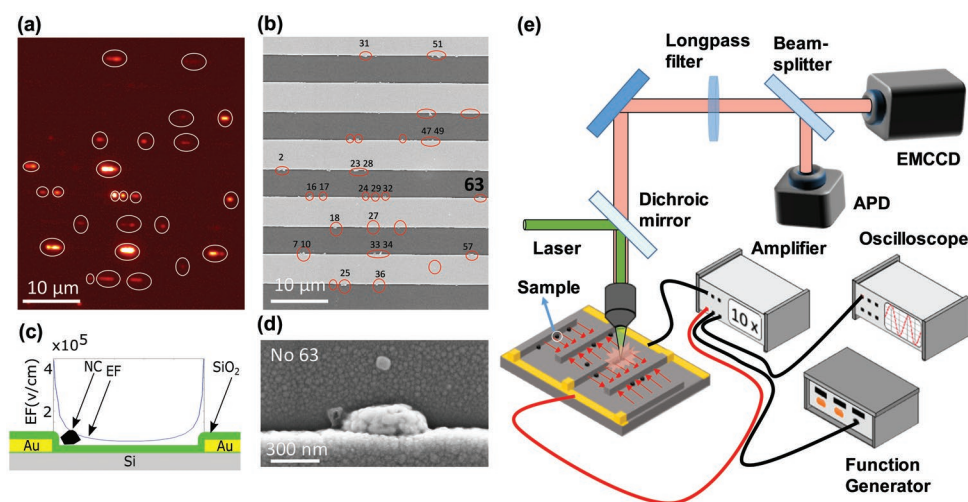 (a)
10 μm
(b)
31
51
47 49
2
23 28
63
16 17
24 29 32
18
27
7 10
33 34
57
25
36
10 μm
(c)
×10⁵
EF(v/cm)
4
2
NC
EF
SiO₂
Au
Au
Si
(d)
No 63
300 nm
(e)
Longpass
filter
Beam-
splitter
EMCCD
APD
Dichroic
mirror
Laser
Amplifier
Oscilloscope
Sample
10 x
Function
Generator